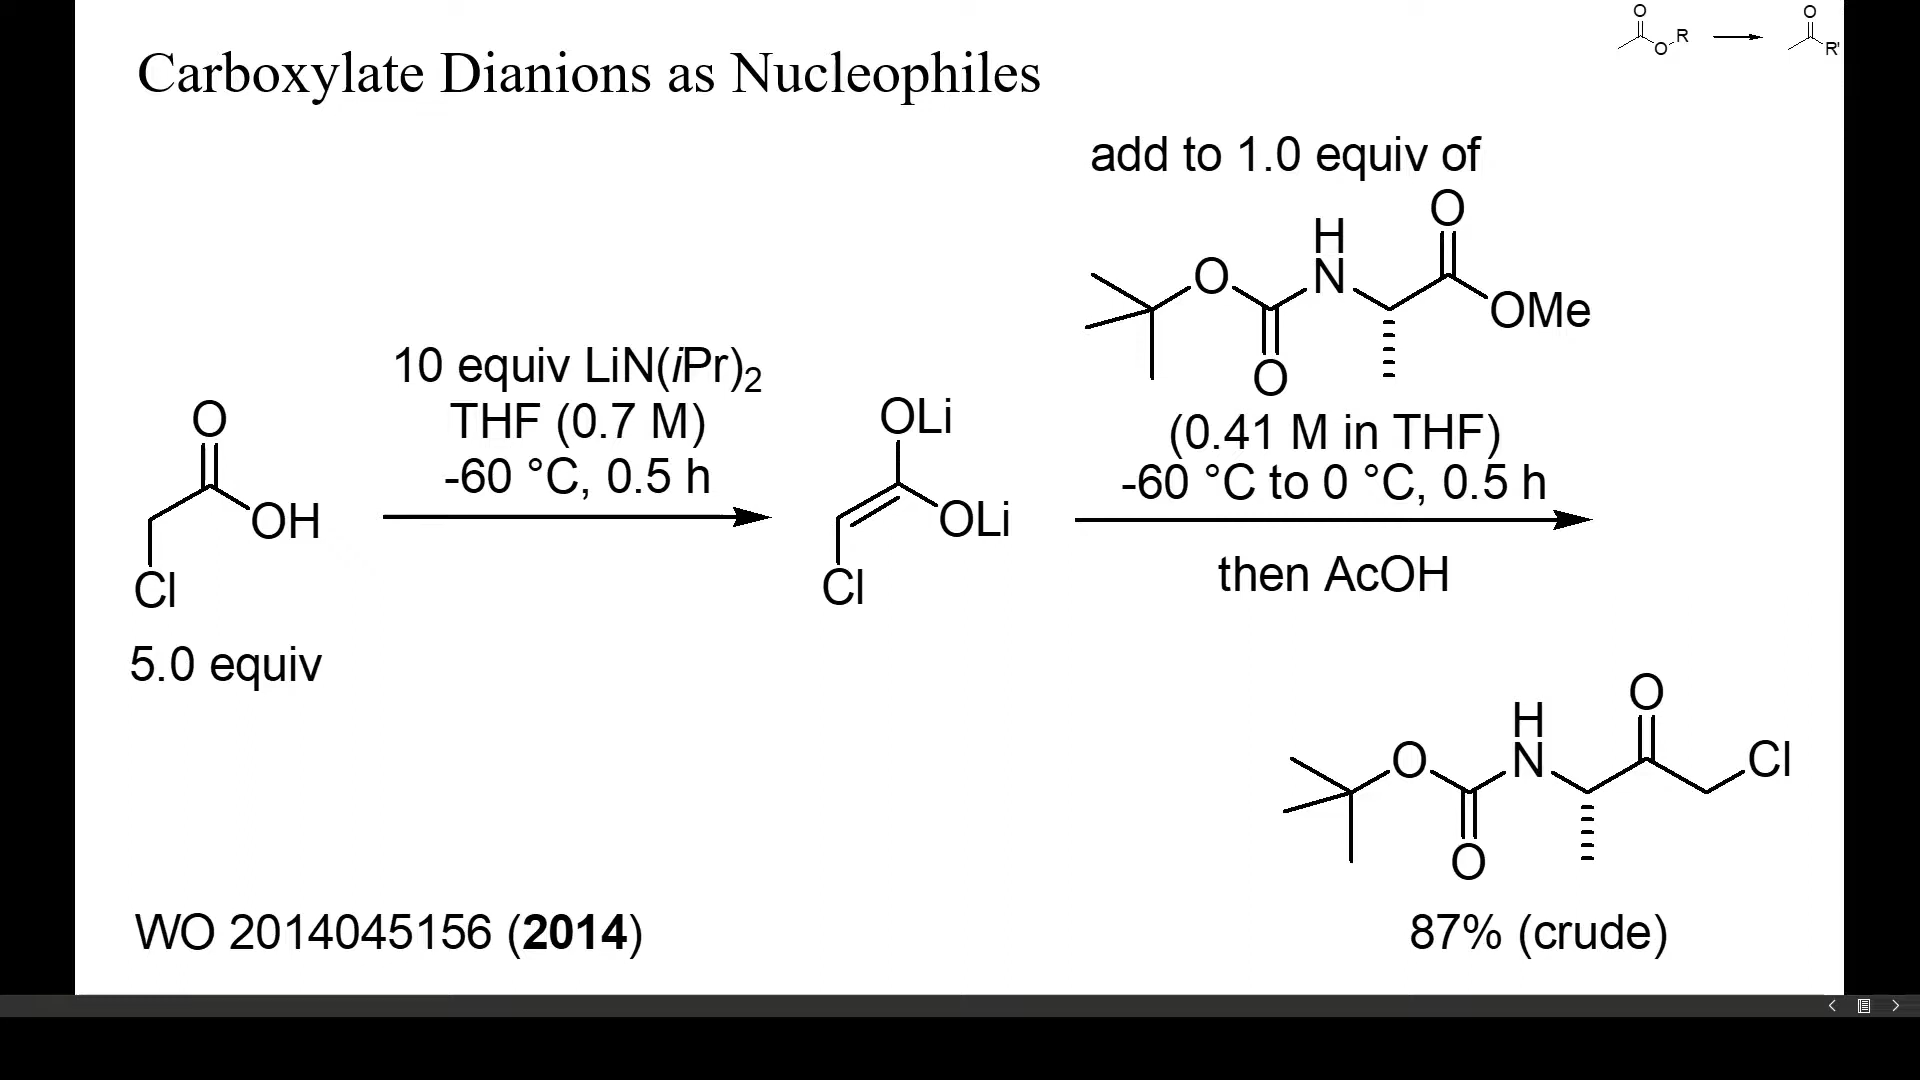 Carboxylate Dianions as Nucleophiles
O
O
R
O
R'
add to 1.0 equiv of
O
H
N
O
OMe
O
(0.41 M in THF)
-60 °C to 0 °C, 0.5 h
then AcOH
10 equiv LiN(iPr)2
THF (0.7 M)
-60 °C, 0.5 h
O
OH
Cl
5.0 equiv
OLi
OLi
Cl
O
H
N
O
Cl
O
87% (crude)
WO 2014045156 (2014)